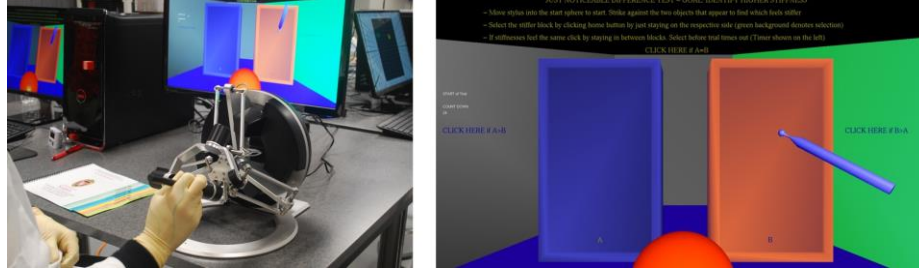 JUST NOTICEABLE DIFFERENCE TEST – GOAL: IDENTIFY HIGHER STIFFNESS
– Move stylus into the start sphere to start. Strike against the two objects that appear to find which feels stiffer
– Select the stiffer block by clicking home button by just staying on the respective side (green background denotes selection)
– If stiffnesses feel the same click by staying in between blocks. Select before trial times out (Timer shown on the left)
CLICK HERE if A=B
CLICK HERE if A>B
CLICK HERE if B>A
A
B